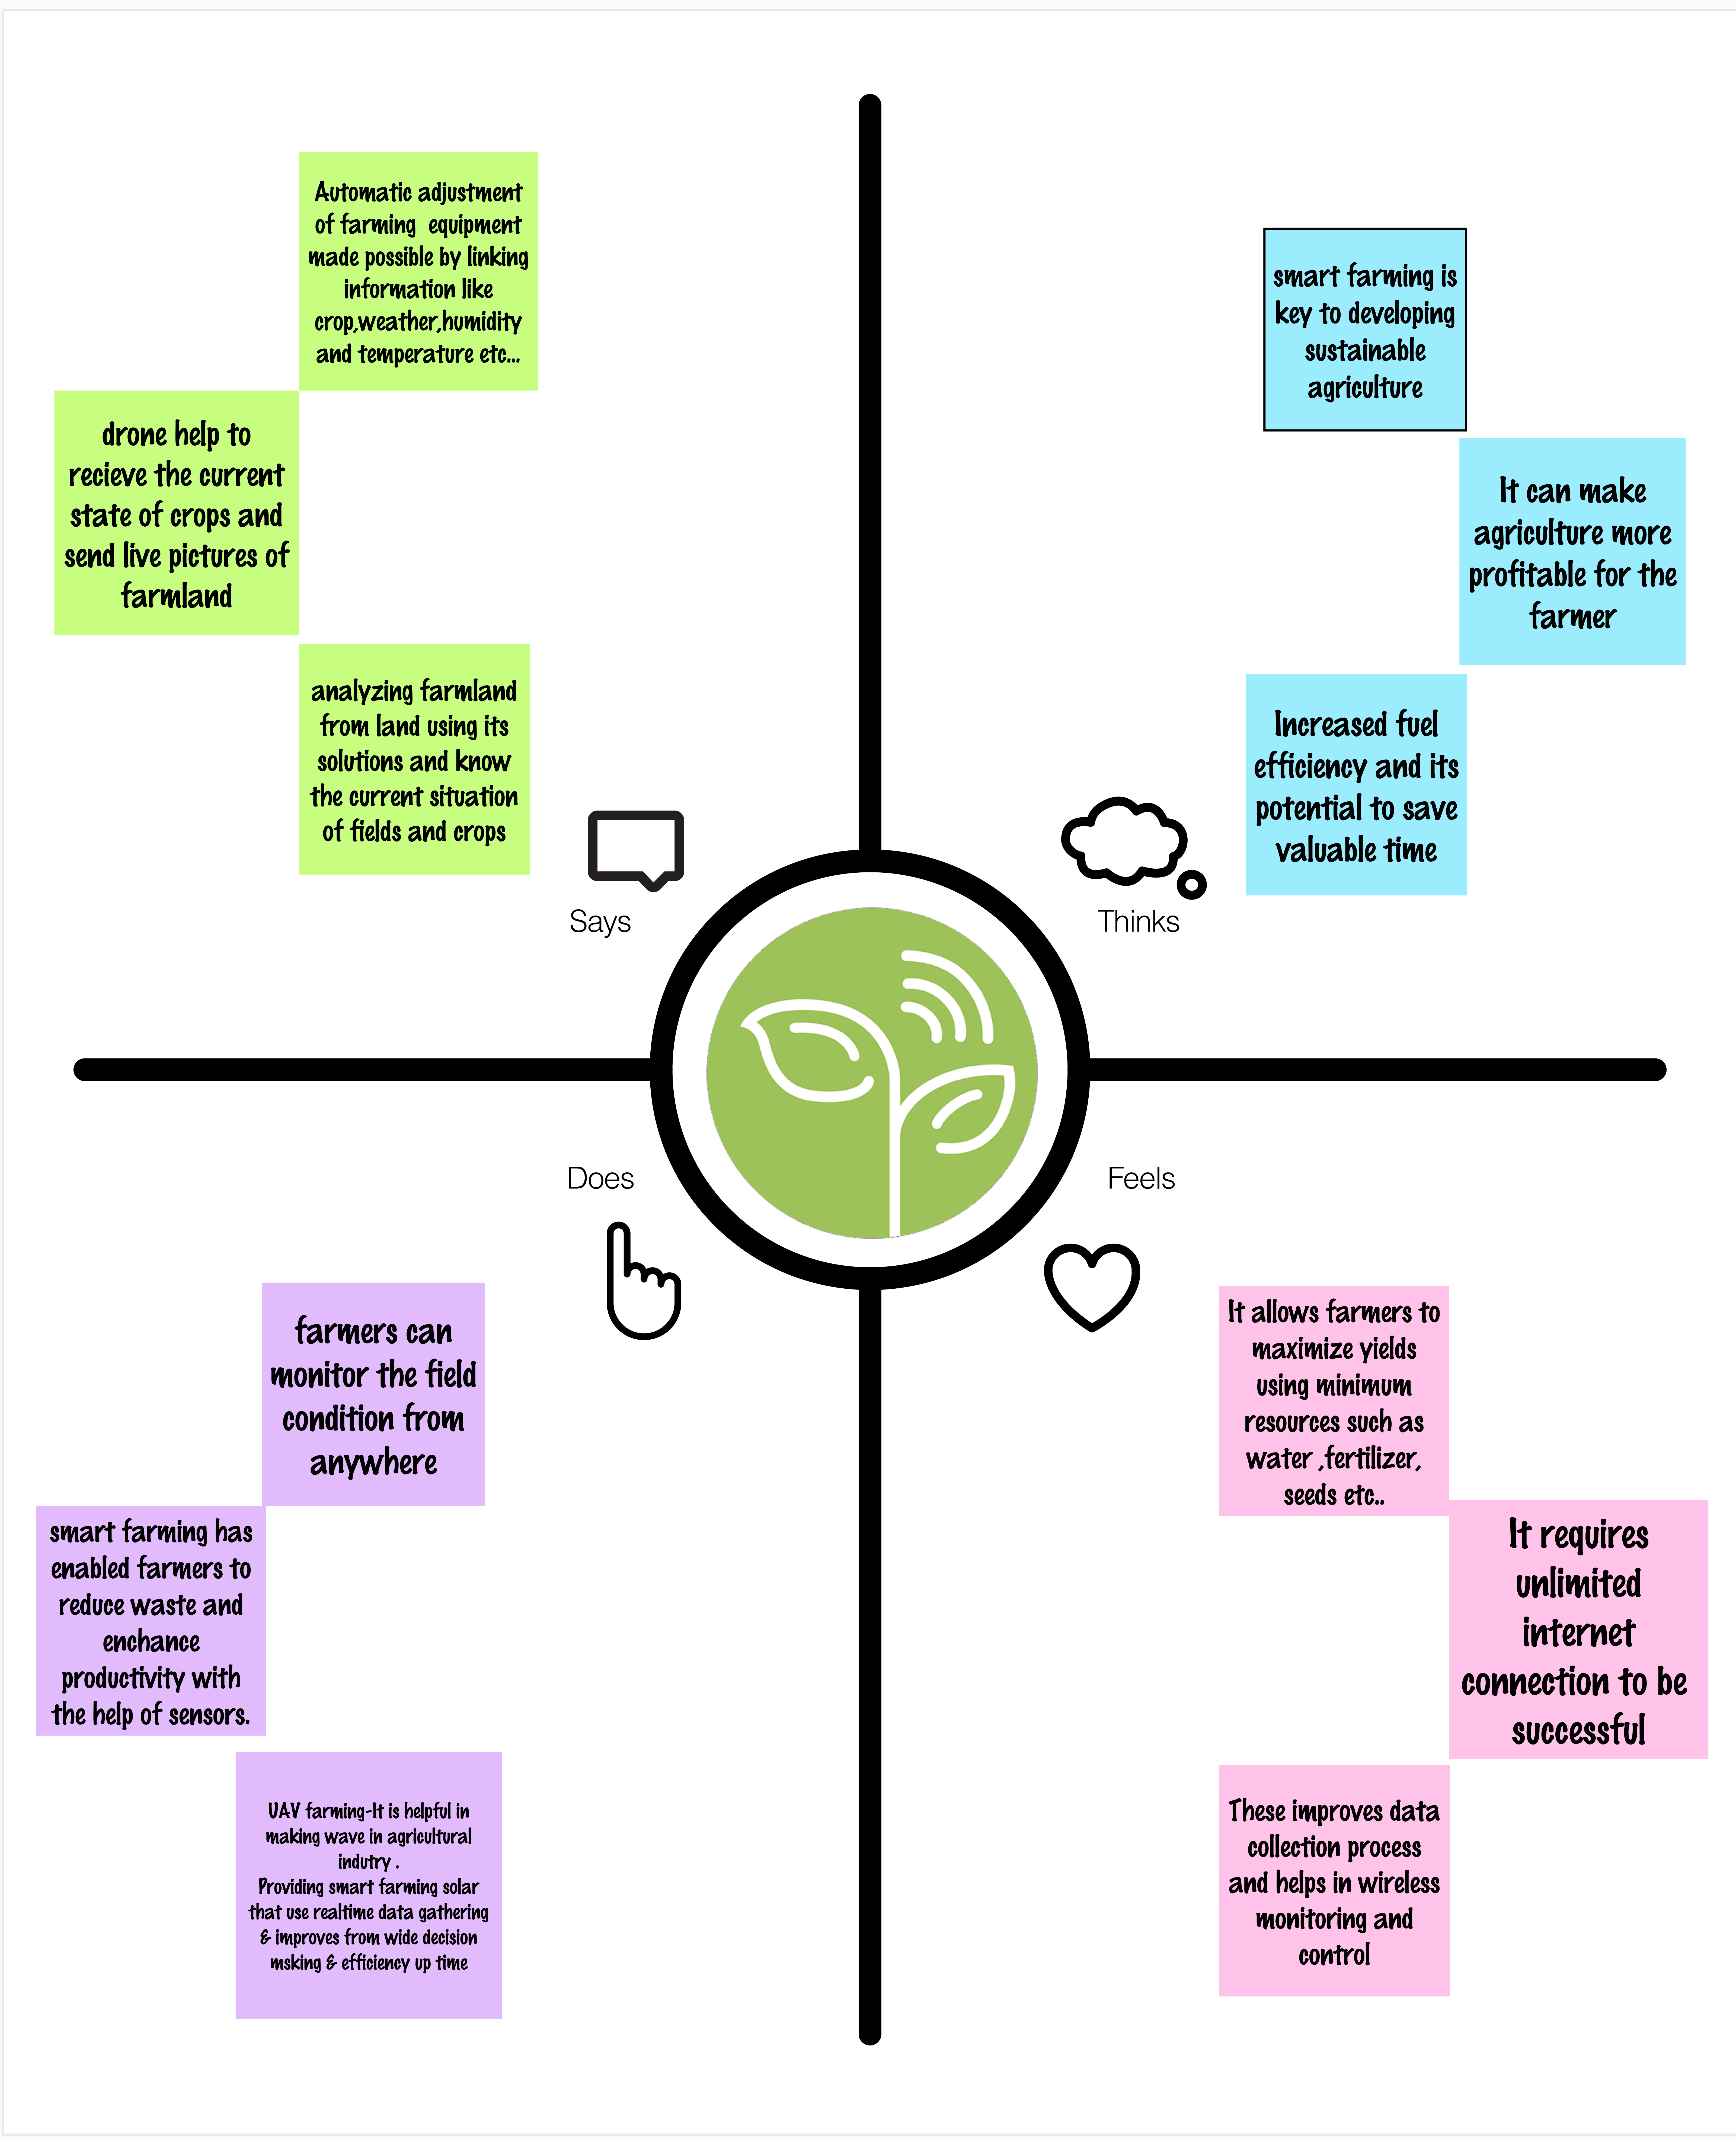 Automatic adjustment
of farming equipment
made possible by linking
information like
crop,weather,humidity
and temperature etc...
drone help to
recieve the current
state of crops and
send live pictures of
farmland
analyzing farmland
from land using its
solutions and know
the current situation
of fields and crops
Says
smart farming is
key to developing
sustainable
agriculture
It can make
agriculture more
profitable for the
farmer
Increased fuel
efficiency and its
potential to save
valuable time
Thinks
Does
farmers can
monitor the field
condition from
anywhere
smart farming has
enabled farmers to
reduce waste and
enchance
productivity with
the help of sensors.
UAV farming-It is helpful in
making wave in agricultural
indutry .
Providing smart farming solar
that use realtime data gathering
& improves from wide decision
msking & efficiency up time
Feels
It allows farmers to
maximize yields
using minimum
resources such as
water ,fertilizer,
seeds etc..
It requires
unlimited
internet
connection to be
successful
These improves data
collection process
and helps in wireless
monitoring and
control